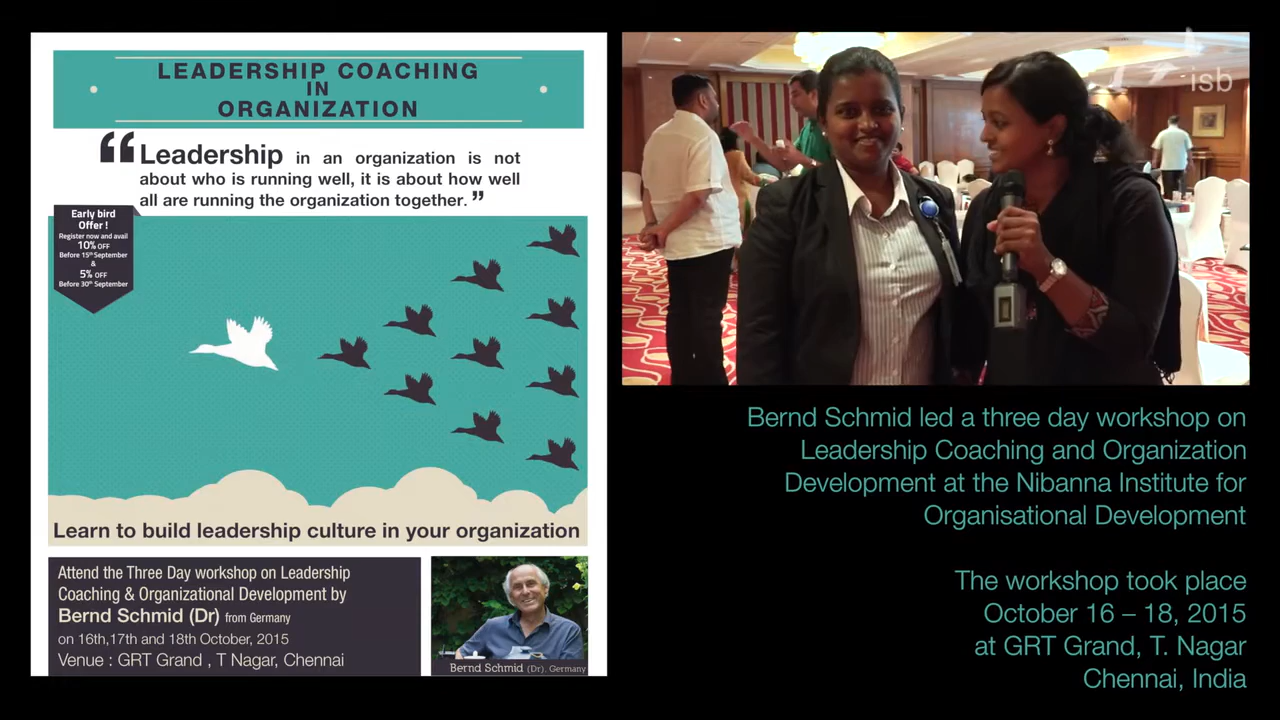 LEADERSHIP COACHING
IN
ORGANIZATION
“Leadership in an organization is not
about who is running well, it is about how well
all are running the organization together.”
Early bird
Offer !
Register now and avail
10% OFF
Before 15th September
&
5% OFF
Before 30th September
Learn to build leadership culture in your organization
Attend the Three Day workshop on Leadership
Coaching & Organizational Development by
Bernd Schmid (Dr) from Germany
on 16th,17th and 18th October, 2015
Venue : GRT Grand , T Nagar, Chennai
Bernd Schmid (Dr). Germany
isb
Bernd Schmid led a three day workshop on
Leadership Coaching and Organization
Development at the Nibanna Institute for
Organisational Development
The workshop took place
October 16 – 18, 2015
at GRT Grand, T. Nagar
Chennai, India